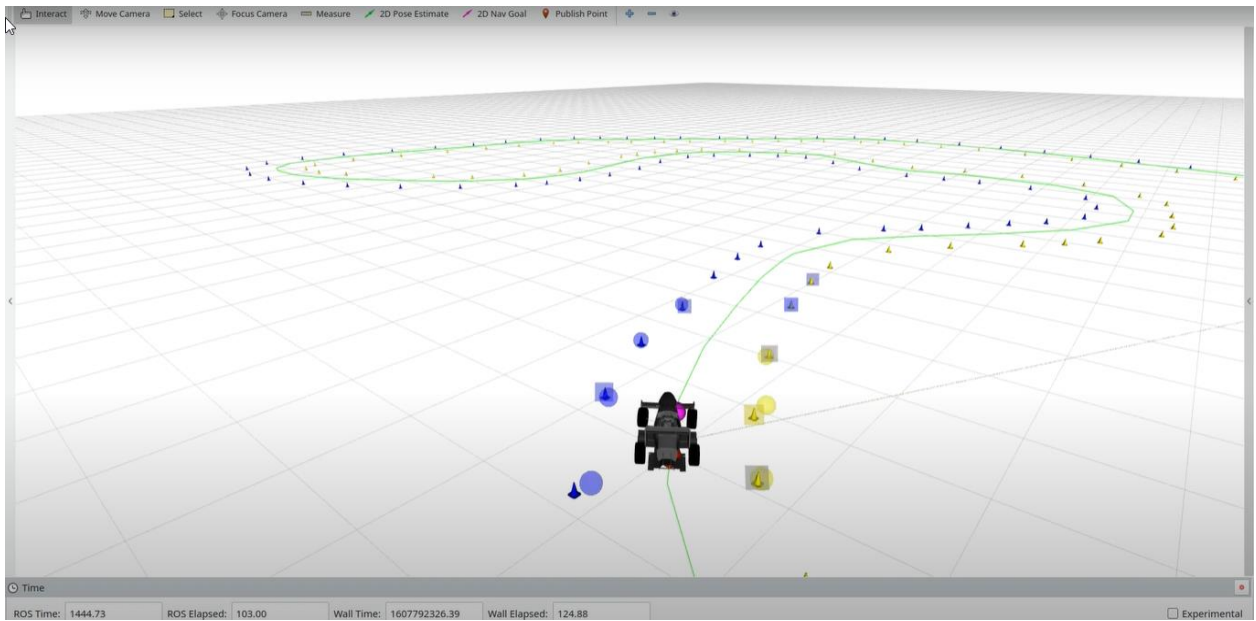 Interact Move Camera Select Focus Camera Measure 2D Pose Estimate 2D Nav Goal Publish Point
Time
ROS Time: 1444.73 ROS Elapsed: 103.00 Wall Time: 1607792326.39 Wall Elapsed: 124.88 Experimental